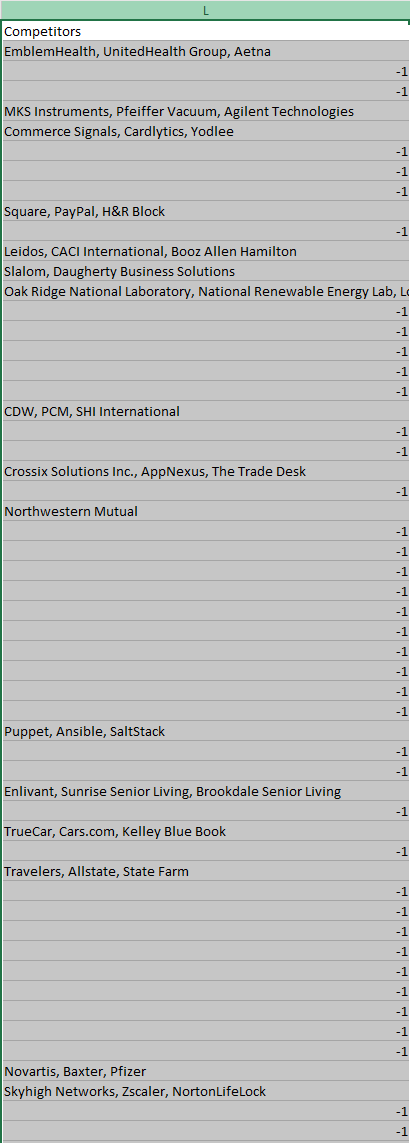 L
Competitors
EmblemHealth, UnitedHealth Group, Aetna
-1
-1
MKS Instruments, Pfeiffer Vacuum, Agilent Technologies
Commerce Signals, Cardlytics, Yodlee
-1
-1
-1
Square, PayPal, H&R Block
-1
Leidos, CACI International, Booz Allen Hamilton
Slalom, Daugherty Business Solutions
Oak Ridge National Laboratory, National Renewable Energy Lab, Lo
-1
-1
-1
-1
-1
CDW, PCM, SHI International
-1
-1
Crossix Solutions Inc., AppNexus, The Trade Desk
-1
Northwestern Mutual
-1
-1
-1
-1
-1
-1
-1
-1
-1
-1
Puppet, Ansible, SaltStack
-1
-1
Enlivant, Sunrise Senior Living, Brookdale Senior Living
-1
TrueCar, Cars.com, Kelley Blue Book
-1
Travelers, Allstate, State Farm
-1
-1
-1
-1
-1
-1
-1
-1
-1
Novartis, Baxter, Pfizer
Skyhigh Networks, Zscaler, NortonLifeLock
-1
-1